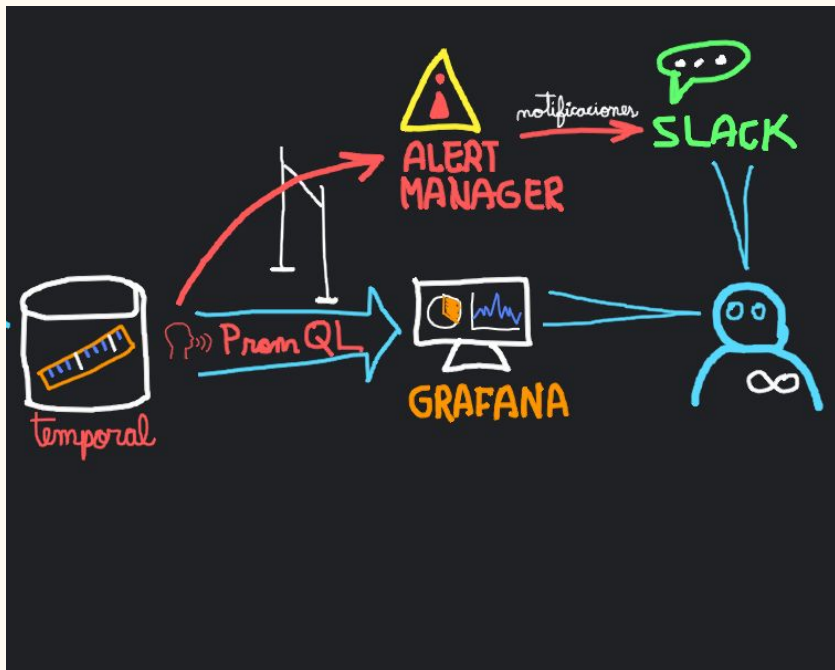 ALERT
MANAGER
notificaciones
SLACK
PromQL
GRAFANA
temporal